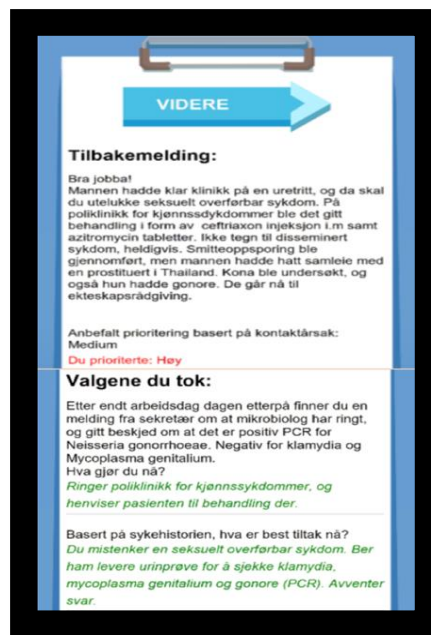 VIDERE
Tilbakemelding:
Bra jobba!
Mannen hadde klar klinikk på en uretritt, og da skal
du utelukke seksuelt overførbar sykdom. På
poliklinikk for kjønnssdykdommer ble det gitt
behandling i form av ceftriaxon injeksjon i.m samt
azitromycin tabletter. Ikke tegn til disseminert
sykdom, heldigvis. Smitteoppsporing ble
gjennomført, men mannen hadde hatt samleie med
en prostituert i Thailand. Kona ble undersøkt, og
også hun hadde gonore. De går nå til
ekteskapsrådgiving.
Anbefalt prioritering basert på kontaktårsak:
Medium
Du prioriterte: Høy
Valgene du tok:
Etter endt arbeidsdag dagen etterpå finner du en
melding fra sekretær om at mikrobiolog har ringt,
og gitt beskjed om at det er positiv PCR for
Neisseria gonorrhoeae. Negativ for klamydia og
Mycoplasma genitalium.
Hva gjør du nå?
Ringer poliklinikk for kjønnssykdommer, og
henviser pasienten til behandling der.
Basert på sykehistorien, hva er best tiltak nå?
Du mistenker en seksuelt overførbar sykdom. Ber
ham levere urinprøve for å sjekke klamydia,
mycoplasma genitalium og gonore (PCR). Avventer
svar.